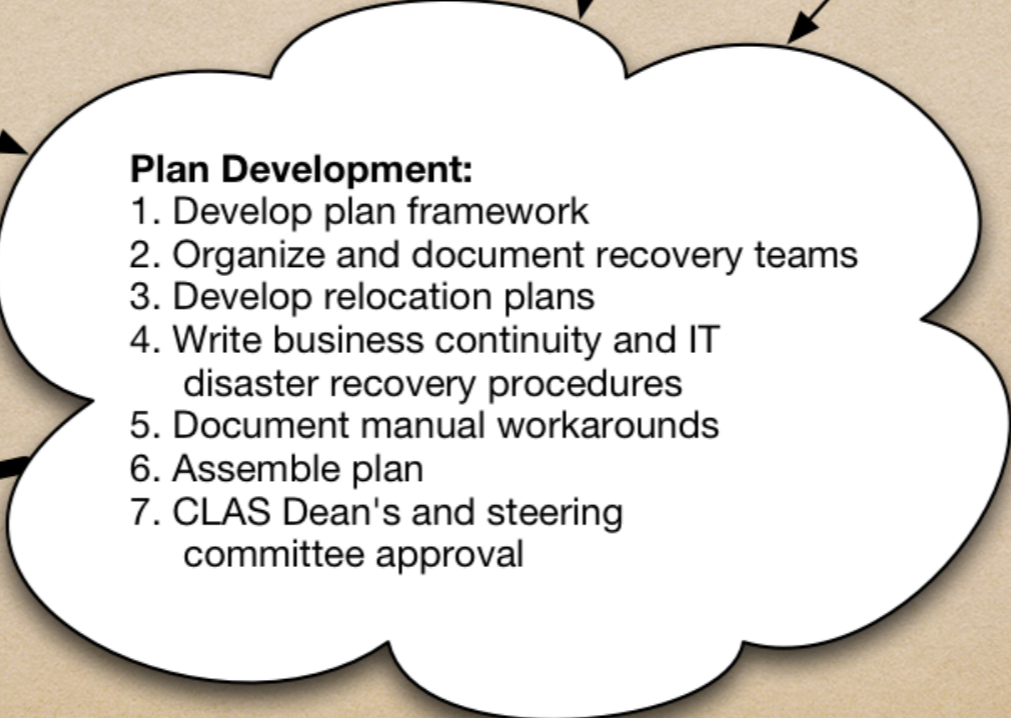 Plan Development:
1. Develop plan framework
2. Organize and document recovery teams
3. Develop relocation plans
4. Write business continuity and IT
disaster recovery procedures
5. Document manual workarounds
6. Assemble plan
7. CLAS Dean's and steering
committee approval